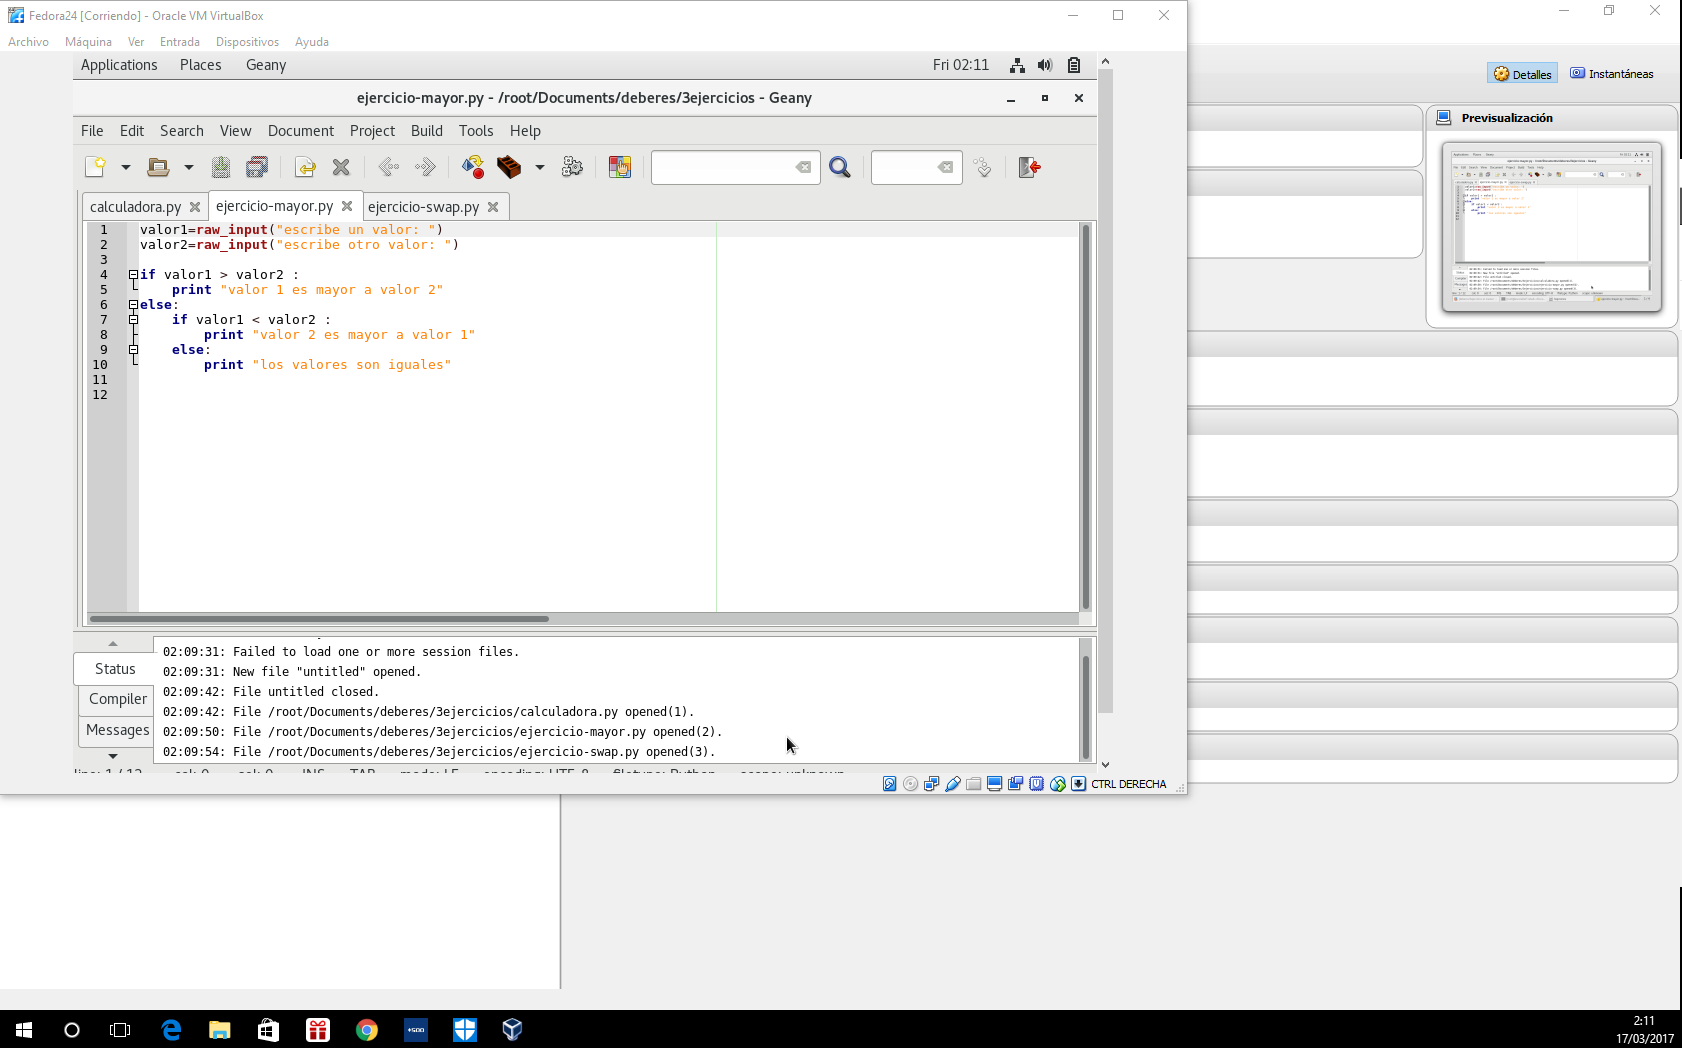 Fedora24 [Corriendo] - Oracle VM VirtualBox
Archivo Máquina Ver Entrada Dispositivos Ayuda
Applications Places Geany Fri 02:11
ejercicio-mayor.py - /root/Documents/deberes/3ejercicios - Geany
File Edit Search View Document Project Build Tools Help
calculadora.py ejercicio-mayor.py ejercicio-swap.py
1 valor1=raw_input("escribe un valor: ")
2 valor2=raw_input("escribe otro valor: ")
3
4 if valor1 > valor2 :
5 print "valor 1 es mayor a valor 2"
6 else:
7 if valor1 < valor2 :
8 print "valor 2 es mayor a valor 1"
9 else:
10 print "los valores son iguales"
11
12
Status
Compiler
Messages
02:09:31: Failed to load one or more session files.
02:09:31: New file "untitled" opened.
02:09:42: File untitled closed.
02:09:42: File /root/Documents/deberes/3ejercicios/calculadora.py opened(1).
02:09:50: File /root/Documents/deberes/3ejercicios/ejercicio-mayor.py opened(2).
02:09:54: File /root/Documents/deberes/3ejercicios/ejercicio-swap.py opened(3).
CTRL DERECHA
Detalles Instantáneas
Previsualización
+500
2:11
17/03/2017